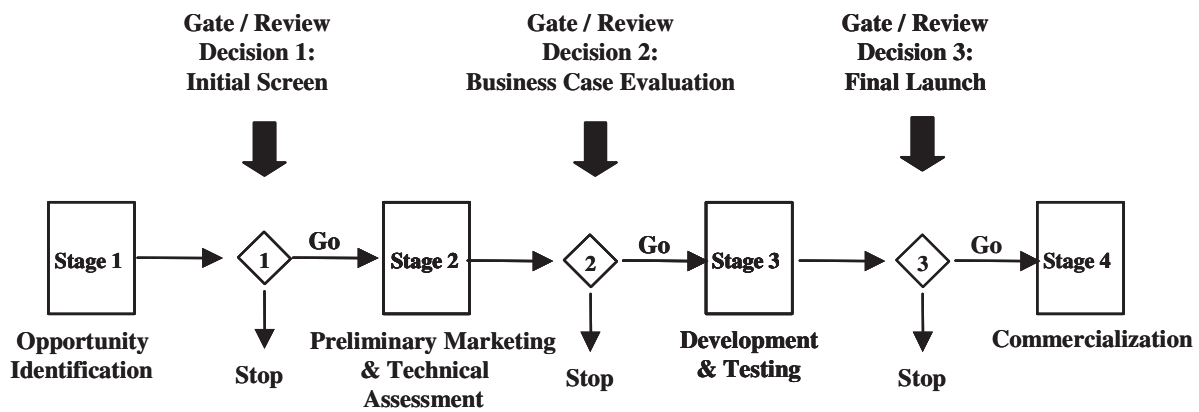 Gate / Review
Decision 1:
Initial Screen
Gate / Review
Decision 2:
Business Case Evaluation
Gate / Review
Decision 3:
Final Launch
Stage 1
1
Go
Stage 2
2
Go
Stage 3
3
Go
Stage 4
Opportunity
Identification
Stop
Preliminary Marketing
& Technical
Assessment
Stop
Development
& Testing
Stop
Commercialization